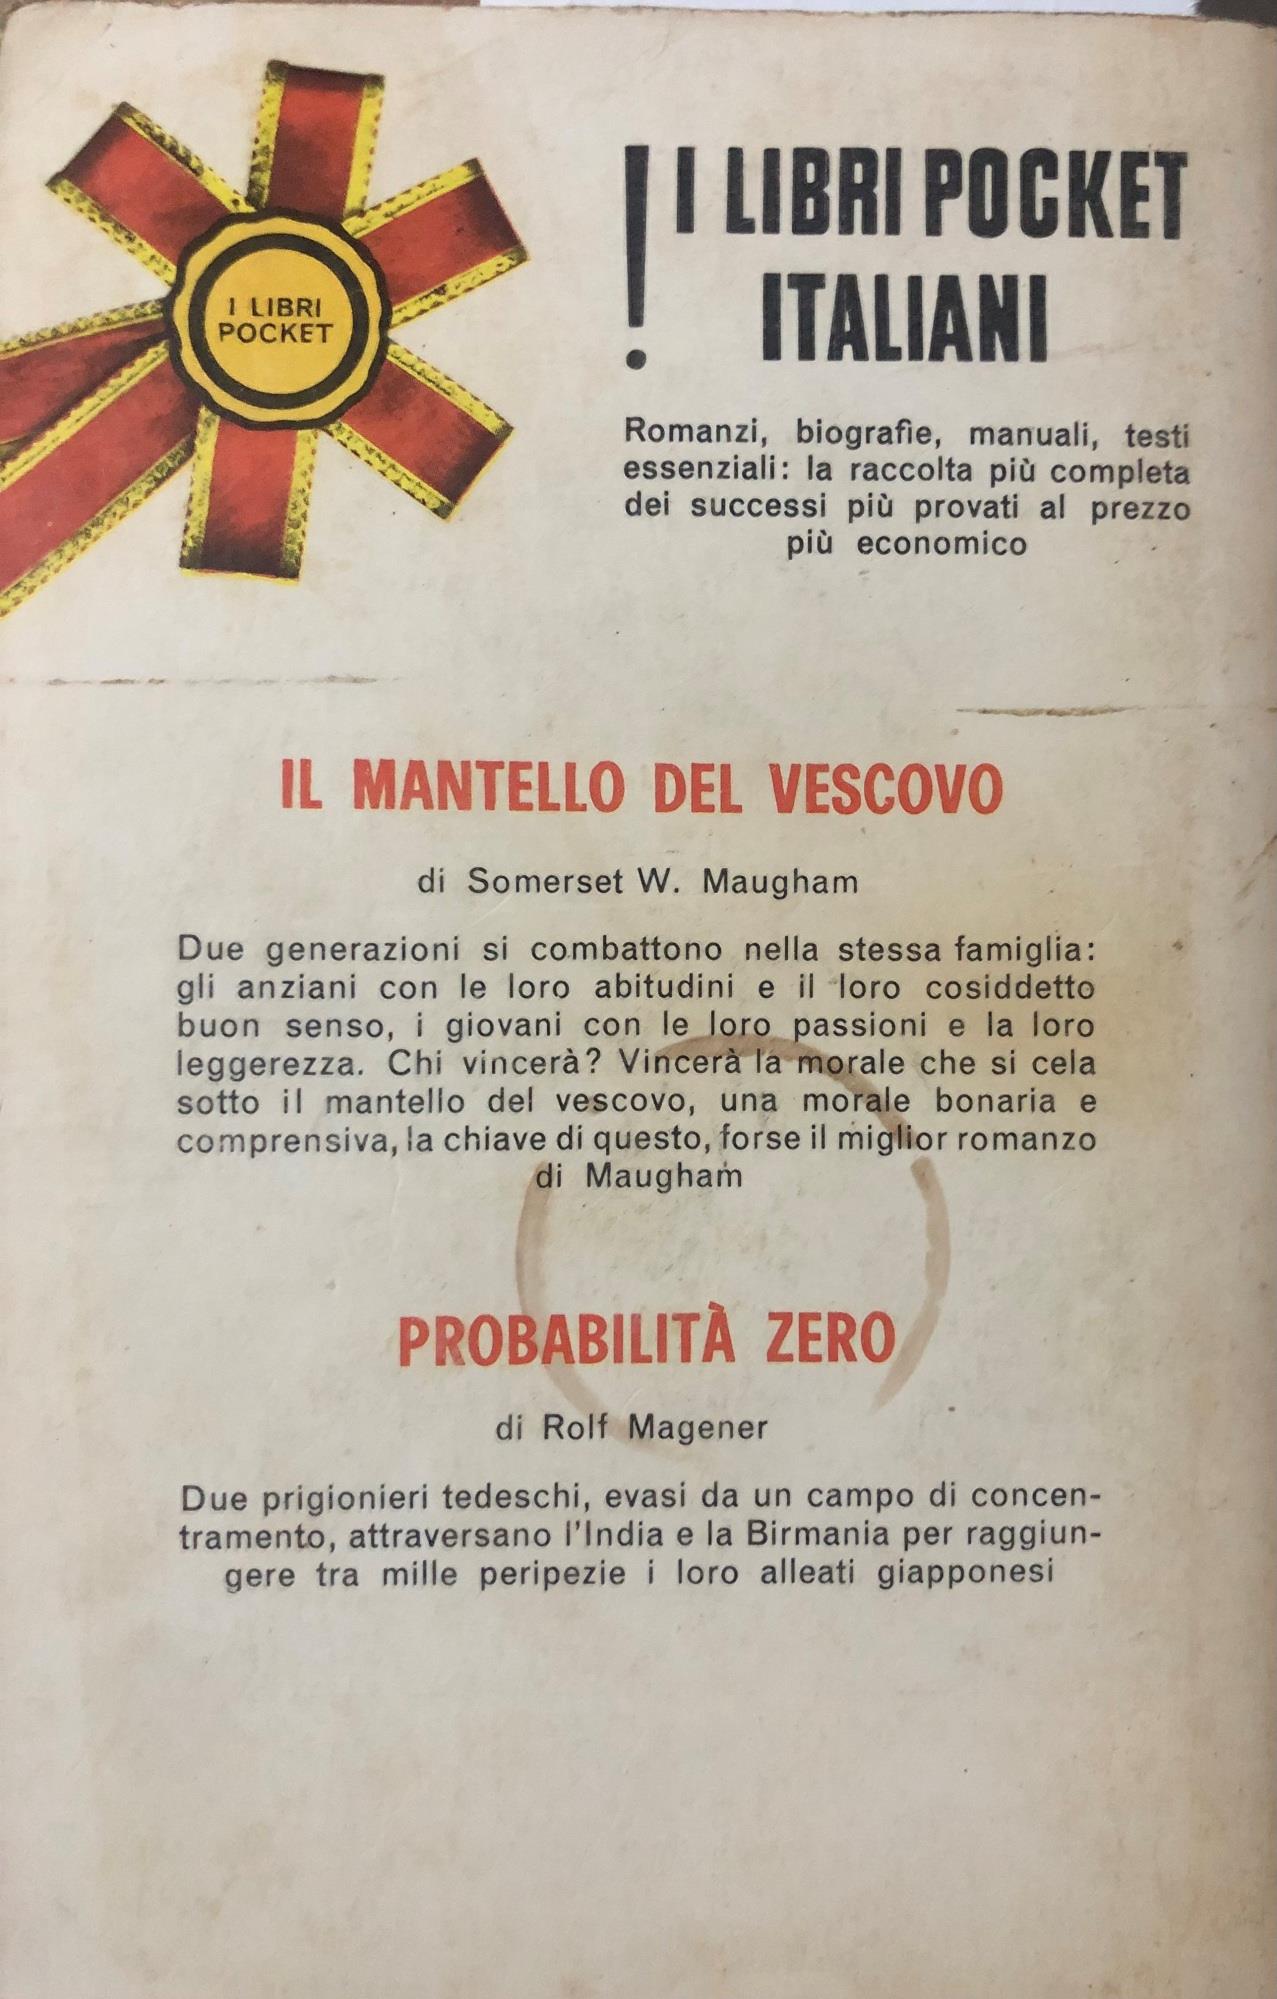 I LIBRI
POCKET
! I LIBRI POCKET
ITALIANI
Romanzi, biografie, manuali, testi
essenziali: la raccolta più completa
dei successi più provati al prezzo
più economico
IL MANTELLO DEL VESCOVO
di Somerset W. Maugham
Due generazioni si combattono nella stessa famiglia:
gli anziani con le loro abitudini e il loro cosiddetto
buon senso, i giovani con le loro passioni e la loro
leggerezza. Chi vincerà? Vincerà la morale che si cela
sotto il mantello del vescovo, una morale bonaria e
comprensiva, la chiave di questo, forse il miglior romanzo
di Maugham
PROBABILITÀ ZERO
di Rolf Magener
Due prigionieri tedeschi, evasi da un campo di concen-
tramento, attraversano l'India e la Birmania per raggiun-
gere tra mille peripezie i loro alleati giapponesi